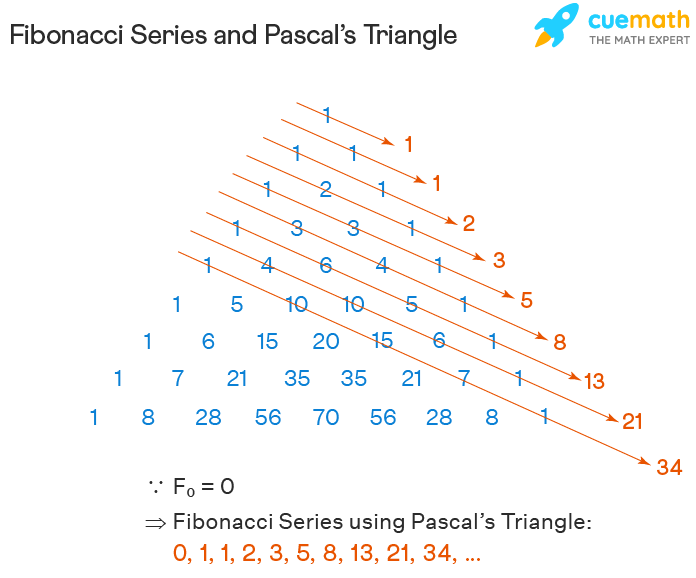 Fibonacci Series and Pascal's Triangle
cuemath
THE MATH EXPERT
1
1
1 1
1
1 2 1
2
1 3 3 1
3
1 4 6 4 1
5
1 5 10 10 5 1
8
1 6 15 20 15 6 1
13
1 7 21 35 35 21 7 1
21
1 8 28 56 70 56 28 8 1
34
∵ F₀ = 0
⇒ Fibonacci Series using Pascal's Triangle:
0, 1, 1, 2, 3, 5, 8, 13, 21, 34, ...